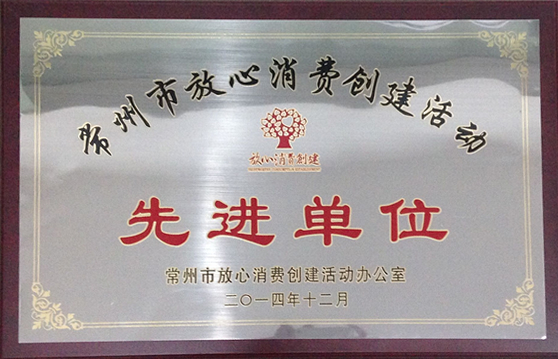 常州市放心消费创建活动
放心消费创建
先进单位
常州市放心消费创建活动办公室
二〇一四年十二月